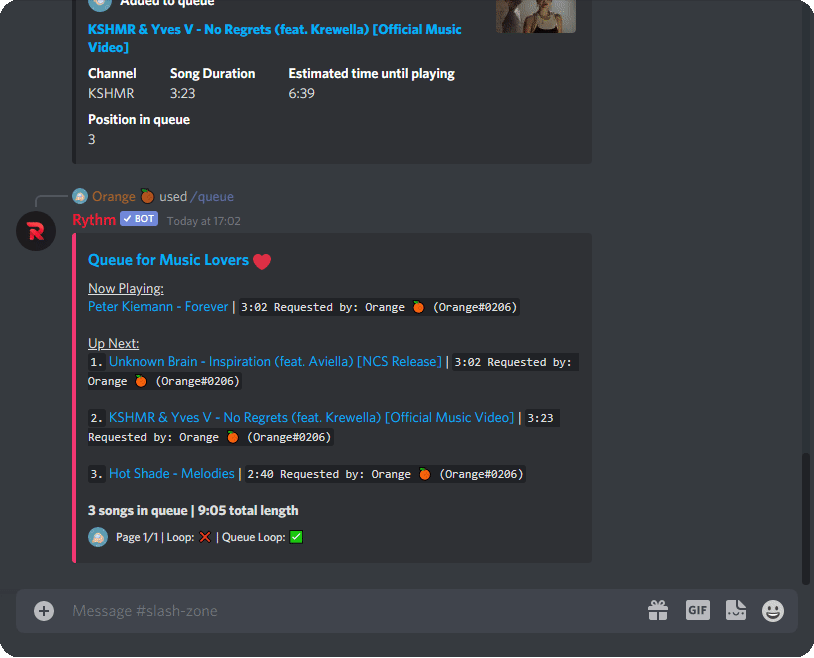 Added to queue
KSHMR & Yves V - No Regrets (feat. Krewella) [Official Music
Video]
Channel Song Duration Estimated time until playing
KSHMR 3:23 6:39
Position in queue
3
Orange 🍊 used /queue
Rythm ✓ BOT Today at 17:02
Queue for Music Lovers ❤️
Now Playing:
Peter Kiemann - Forever | 3:02 Requested by: Orange 🍊 (Orange#0206)
Up Next:
1. Unknown Brain - Inspiration (feat. Aviella) [NCS Release] | 3:02 Requested by:
Orange 🍊 (Orange#0206)
2. KSHMR & Yves V - No Regrets (feat. Krewella) [Official Music Video] | 3:23
Requested by: Orange 🍊 (Orange#0206)
3. Hot Shade - Melodies | 2:40 Requested by: Orange 🍊 (Orange#0206)
3 songs in queue | 9:05 total length
Page 1/1 | Loop: ❌ | Queue Loop: ✅
Message #slash-zone
GIF